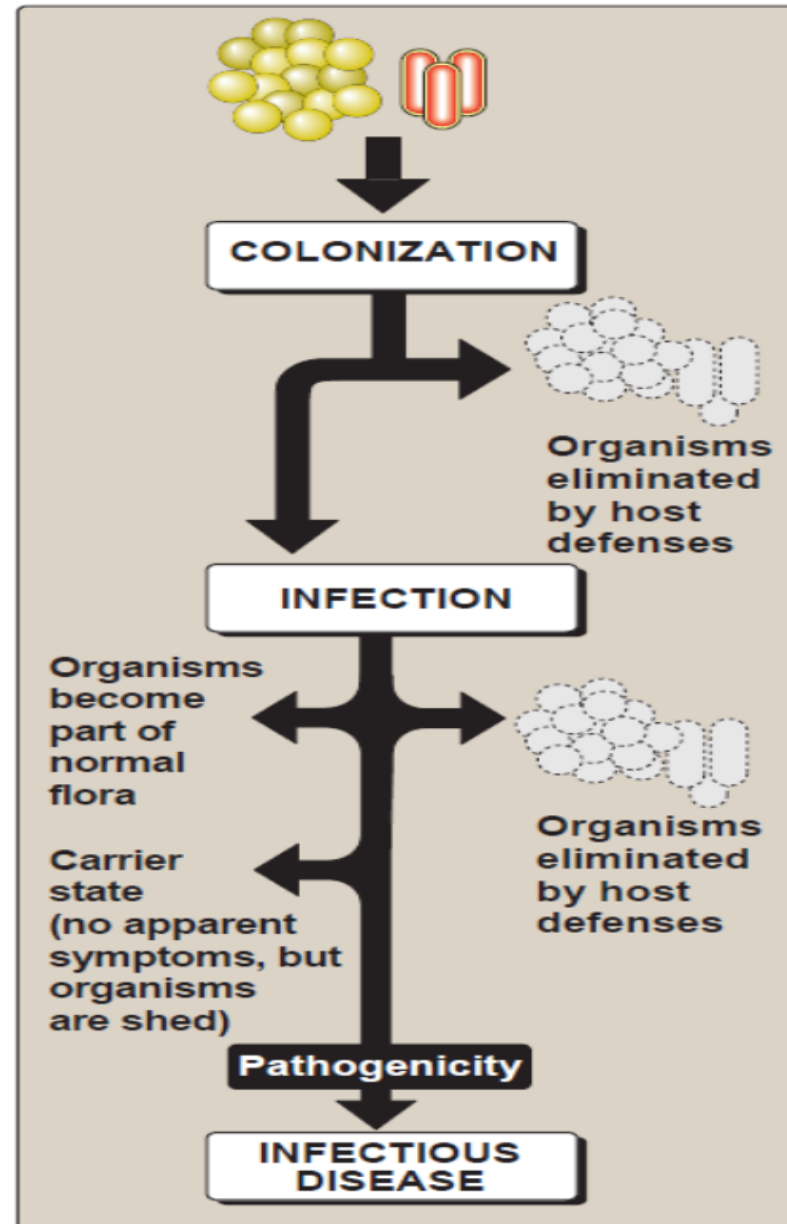 COLONIZATION
Organisms
eliminated
by host
defenses
INFECTION
Organisms
become
part of
normal
flora
Organisms
eliminated
by host
defenses
Carrier
state
(no apparent
symptoms, but
organisms
are shed)
Pathogenicity
INFECTIOUS
DISEASE